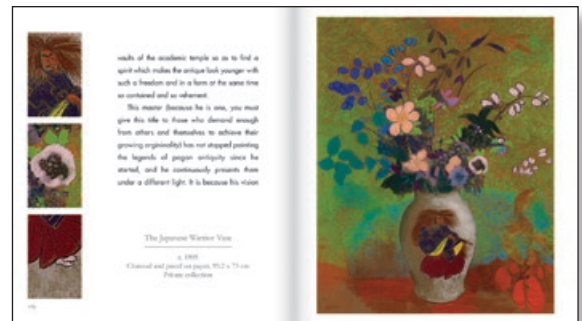 vaults of the academic temple so as to find a
spirit which makes the antique look younger with
such a freedom and in a form at the same time
so contained and so vehement.
This master (because he is one, you must
give this title to those who demand enough
from others and themselves to achieve their
growing orginimality) has not stopped painting
the legends of pagan antiquity since he
started, and he continuously presents them
under a different light. It is because his vision
The Japanese Warrior Vase
c. 1905
Charcoal and pastel on paper, 93.2 x 73 cm
Private collection